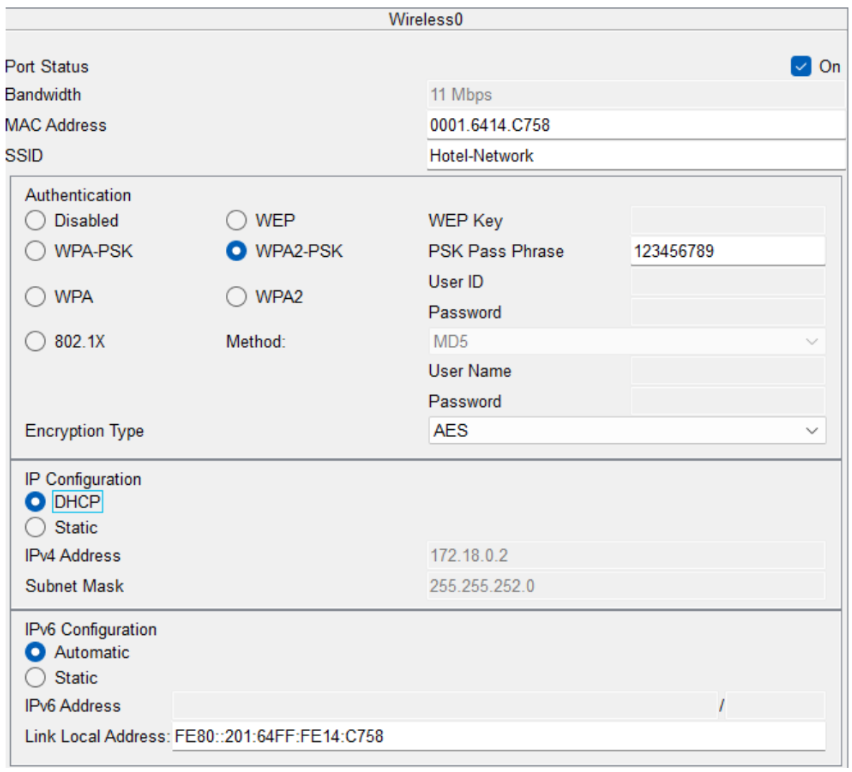 Wireless0
Port Status On
Bandwidth 11 Mbps
MAC Address 0001.6414.C758
SSID Hotel-Network
Authentication
Disabled WEP WEP Key
WPA-PSK WPA2-PSK PSK Pass Phrase 123456789
User ID
WPA WPA2
Password
802.1X Method: MD5
User Name
Password
Encryption Type AES
IP Configuration
DHCP
Static
IPv4 Address 172.18.0.2
Subnet Mask 255.255.252.0
IPv6 Configuration
Automatic
Static
IPv6 Address /
Link Local Address: FE80::201:64FF:FE14:C758